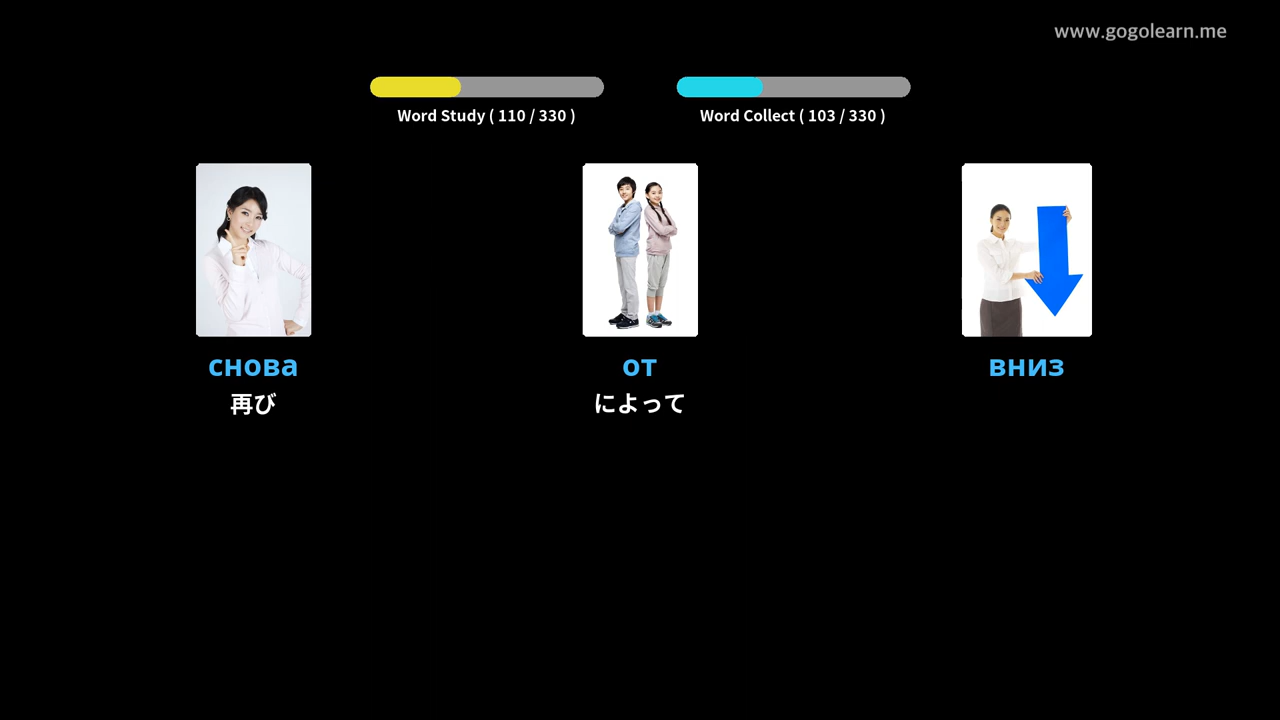 www.gogolearn.me
Word Study ( 110 / 330 )
Word Collect ( 103 / 330 )
снова
再び
от
によって
вниз